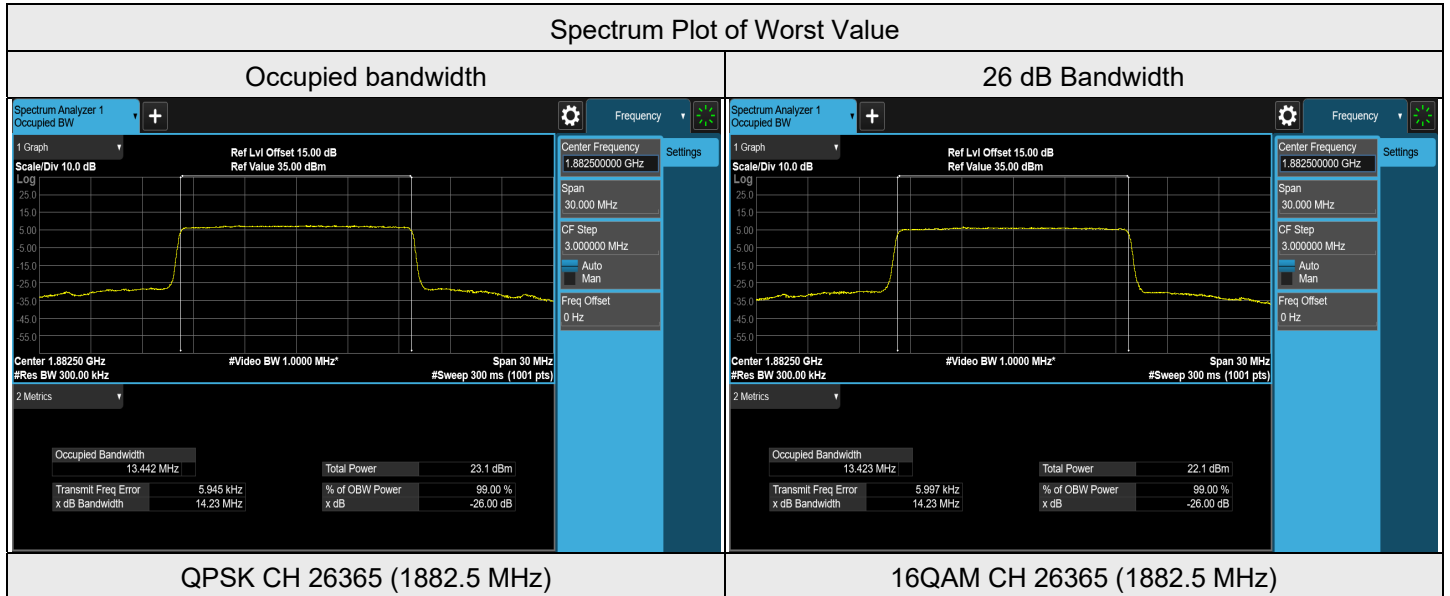 Spectrum Plot of Worst Value
Occupied bandwidth
26 dB Bandwidth
Spectrum Analyzer 1
Occupied BW
+
Frequency
1 Graph
Ref Lvl Offset 15.00 dB
Scale/Div 10.0 dB
Ref Value 35.00 dBm
Log
25.0
15.0
5.00
-5.00
-15.0
-25.0
-35.0
-45.0
-55.0
Center 1.88250 GHz
#Video BW 1.0000 MHz*
Span 30 MHz
#Res BW 300.00 kHz
#Sweep 300 ms (1001 pts)
Center Frequency
1.882500000 GHz
Settings
Span
30.000 MHz
CF Step
3.000000 MHz
Auto
Man
Freq Offset
0 Hz
2 Metrics
Occupied Bandwidth
13.442 MHz
Total Power 23.1 dBm
Transmit Freq Error 5.945 kHz
% of OBW Power 99.00 %
x dB Bandwidth 14.23 MHz
x dB -26.00 dB
Spectrum Analyzer 1
Occupied BW
+
Frequency
1 Graph
Ref Lvl Offset 15.00 dB
Scale/Div 10.0 dB
Ref Value 35.00 dBm
Log
25.0
15.0
5.00
-5.00
-15.0
-25.0
-35.0
-45.0
-55.0
Center 1.88250 GHz
#Video BW 1.0000 MHz*
Span 30 MHz
#Res BW 300.00 kHz
#Sweep 300 ms (1001 pts)
Center Frequency
1.882500000 GHz
Settings
Span
30.000 MHz
CF Step
3.000000 MHz
Auto
Man
Freq Offset
0 Hz
2 Metrics
Occupied Bandwidth
13.423 MHz
Total Power 22.1 dBm
Transmit Freq Error 5.997 kHz
% of OBW Power 99.00 %
x dB Bandwidth 14.23 MHz
x dB -26.00 dB
QPSK CH 26365 (1882.5 MHz)
16QAM CH 26365 (1882.5 MHz)